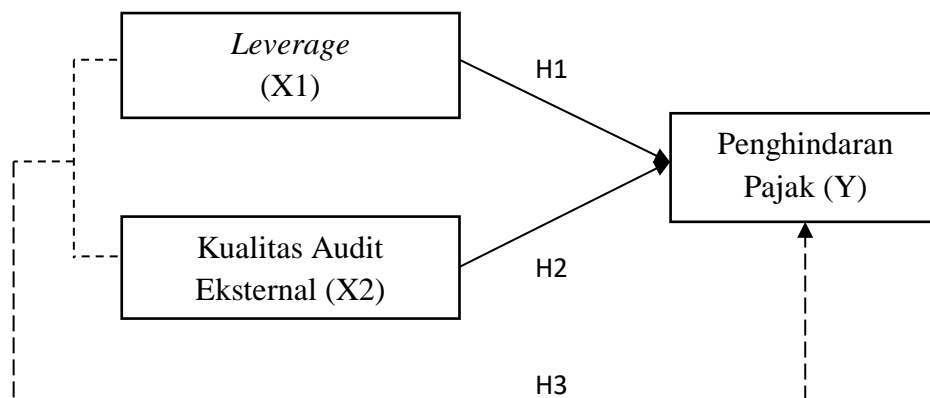 Leverage
(X1)
H1
Penghindaran
Pajak (Y)
Kualitas Audit
Eksternal (X2)
H2
H3